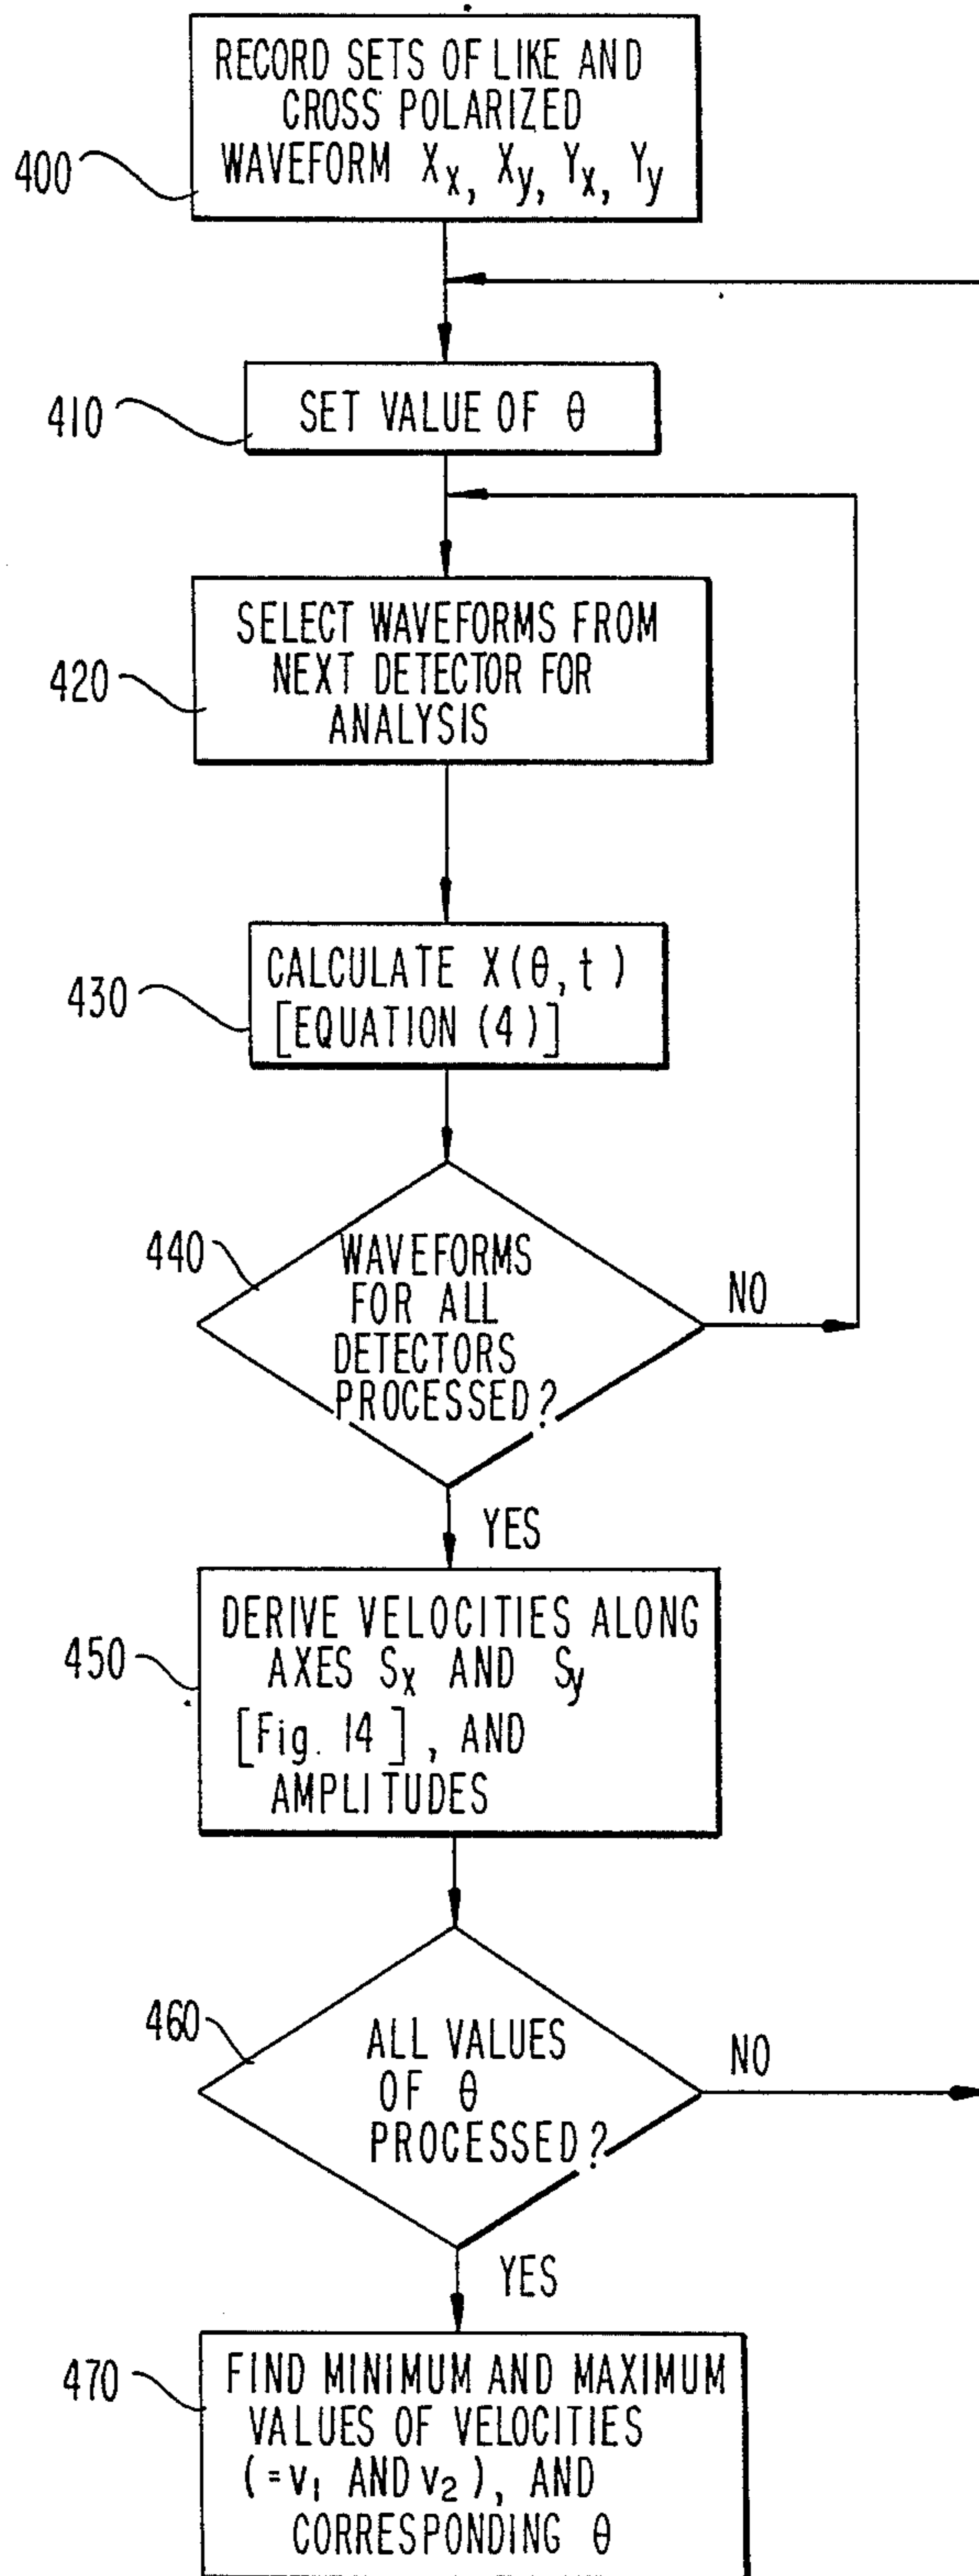 RECORD SETS OF LIKE AND
CROSS POLARIZED
WAVEFORM Xx, Xy, Yx, Yy
400
410
SET VALUE OF θ
SELECT WAVEFORMS FROM
NEXT DETECTOR FOR
ANALYSIS
420
CALCULATE X(θ,t)
[EQUATION (4)]
430
440
WAVEFORMS
FOR ALL
DETECTORS
PROCESSED?
NO
YES
DERIVE VELOCITIES ALONG
AXES Sx AND Sy
[Fig. 14], AND
AMPLITUDES
450
460
ALL VALUES
OF θ
PROCESSED?
NO
YES
470
FIND MINIMUM AND MAXIMUM
VALUES OF VELOCITIES
(=v1 AND v2), AND
CORRESPONDING θ